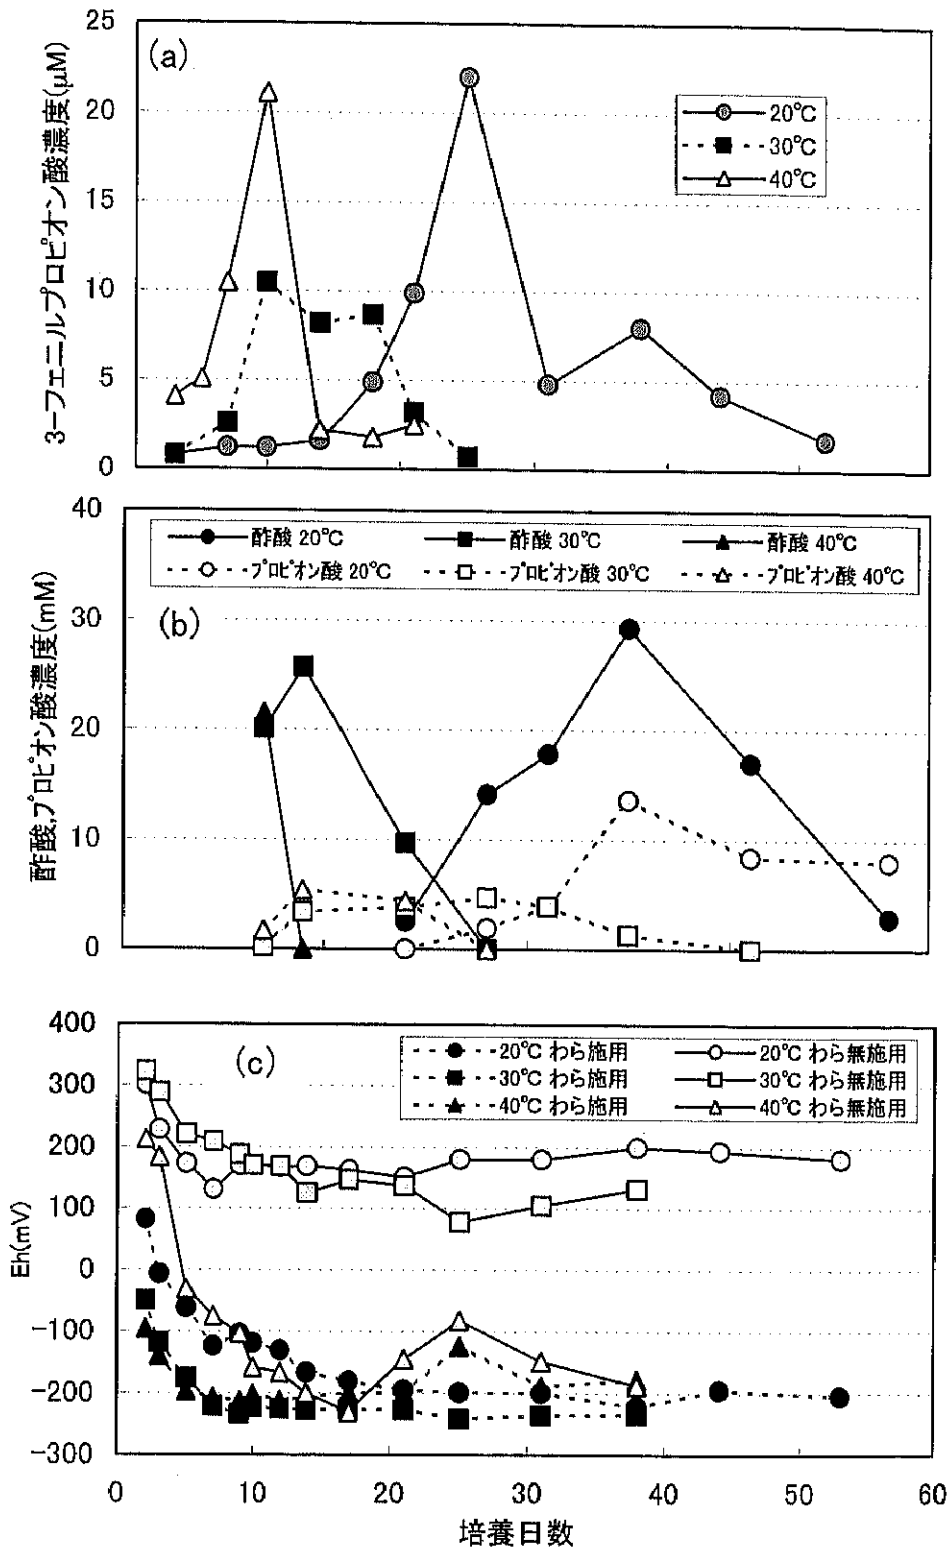 3ーフェニルプロピオン酸濃度(μM)
25
20
15
10
5
0
(a)
20℃
30℃
40℃
酢酸,プロピオン酸濃度(mM)
40
30
20
10
0
酢酸 20℃
酢酸 30℃
酢酸 40℃
プロピオン酸 20℃
プロピオン酸 30℃
プロピオン酸 40℃
(b)
Eh(mV)
400
300
200
100
0
-100
-200
-300
(c)
20℃ わら施用
20℃ わら無施用
30℃ わら施用
30℃ わら無施用
40℃ わら施用
40℃ わら無施用
0 10 20 30 40 50 60
培養日数